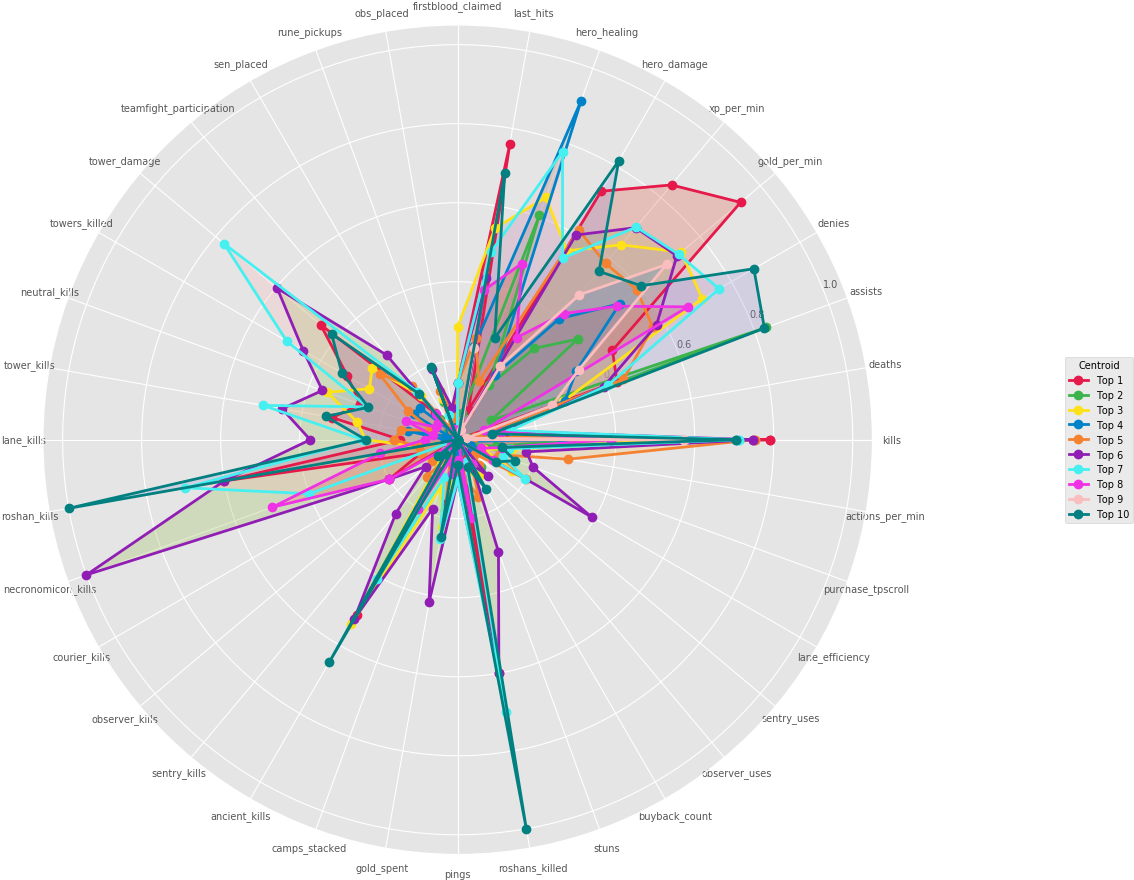 firstblood_claimed
obs_placed
last_hits
rune_pickups
hero_healing
sen_placed
hero_damage
teamfight_participation
xp_per_min
tower_damage
gold_per_min
towers_killed
denies
neutral_kills
1.0
assists
0.8
0.6
tower_kills
deaths
lane_kills
kills
roshan_kills
actions_per_min
necronomicon_kills
purchase_tpscroll
courier_kills
lane_efficiency
observer_kills
sentry_uses
sentry_kills
observer_uses
ancient_kills
buyback_count
camps_stacked
stuns
gold_spent
roshans_killed
pings
Centroid
Top 1
Top 2
Top 3
Top 4
Top 5
Top 6
Top 7
Top 8
Top 9
Top 10